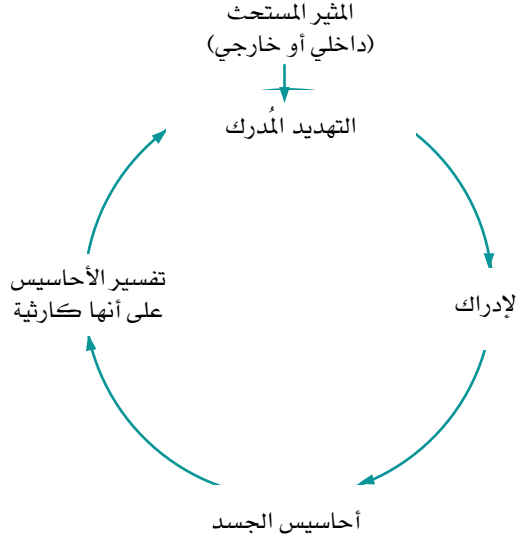 المثير المستحث
(داخلي أو خارجي)
التهديد المُدرك
لإدراك
أحاسيس الجسد
تفسير الأحاسيس
على أنها كارثية